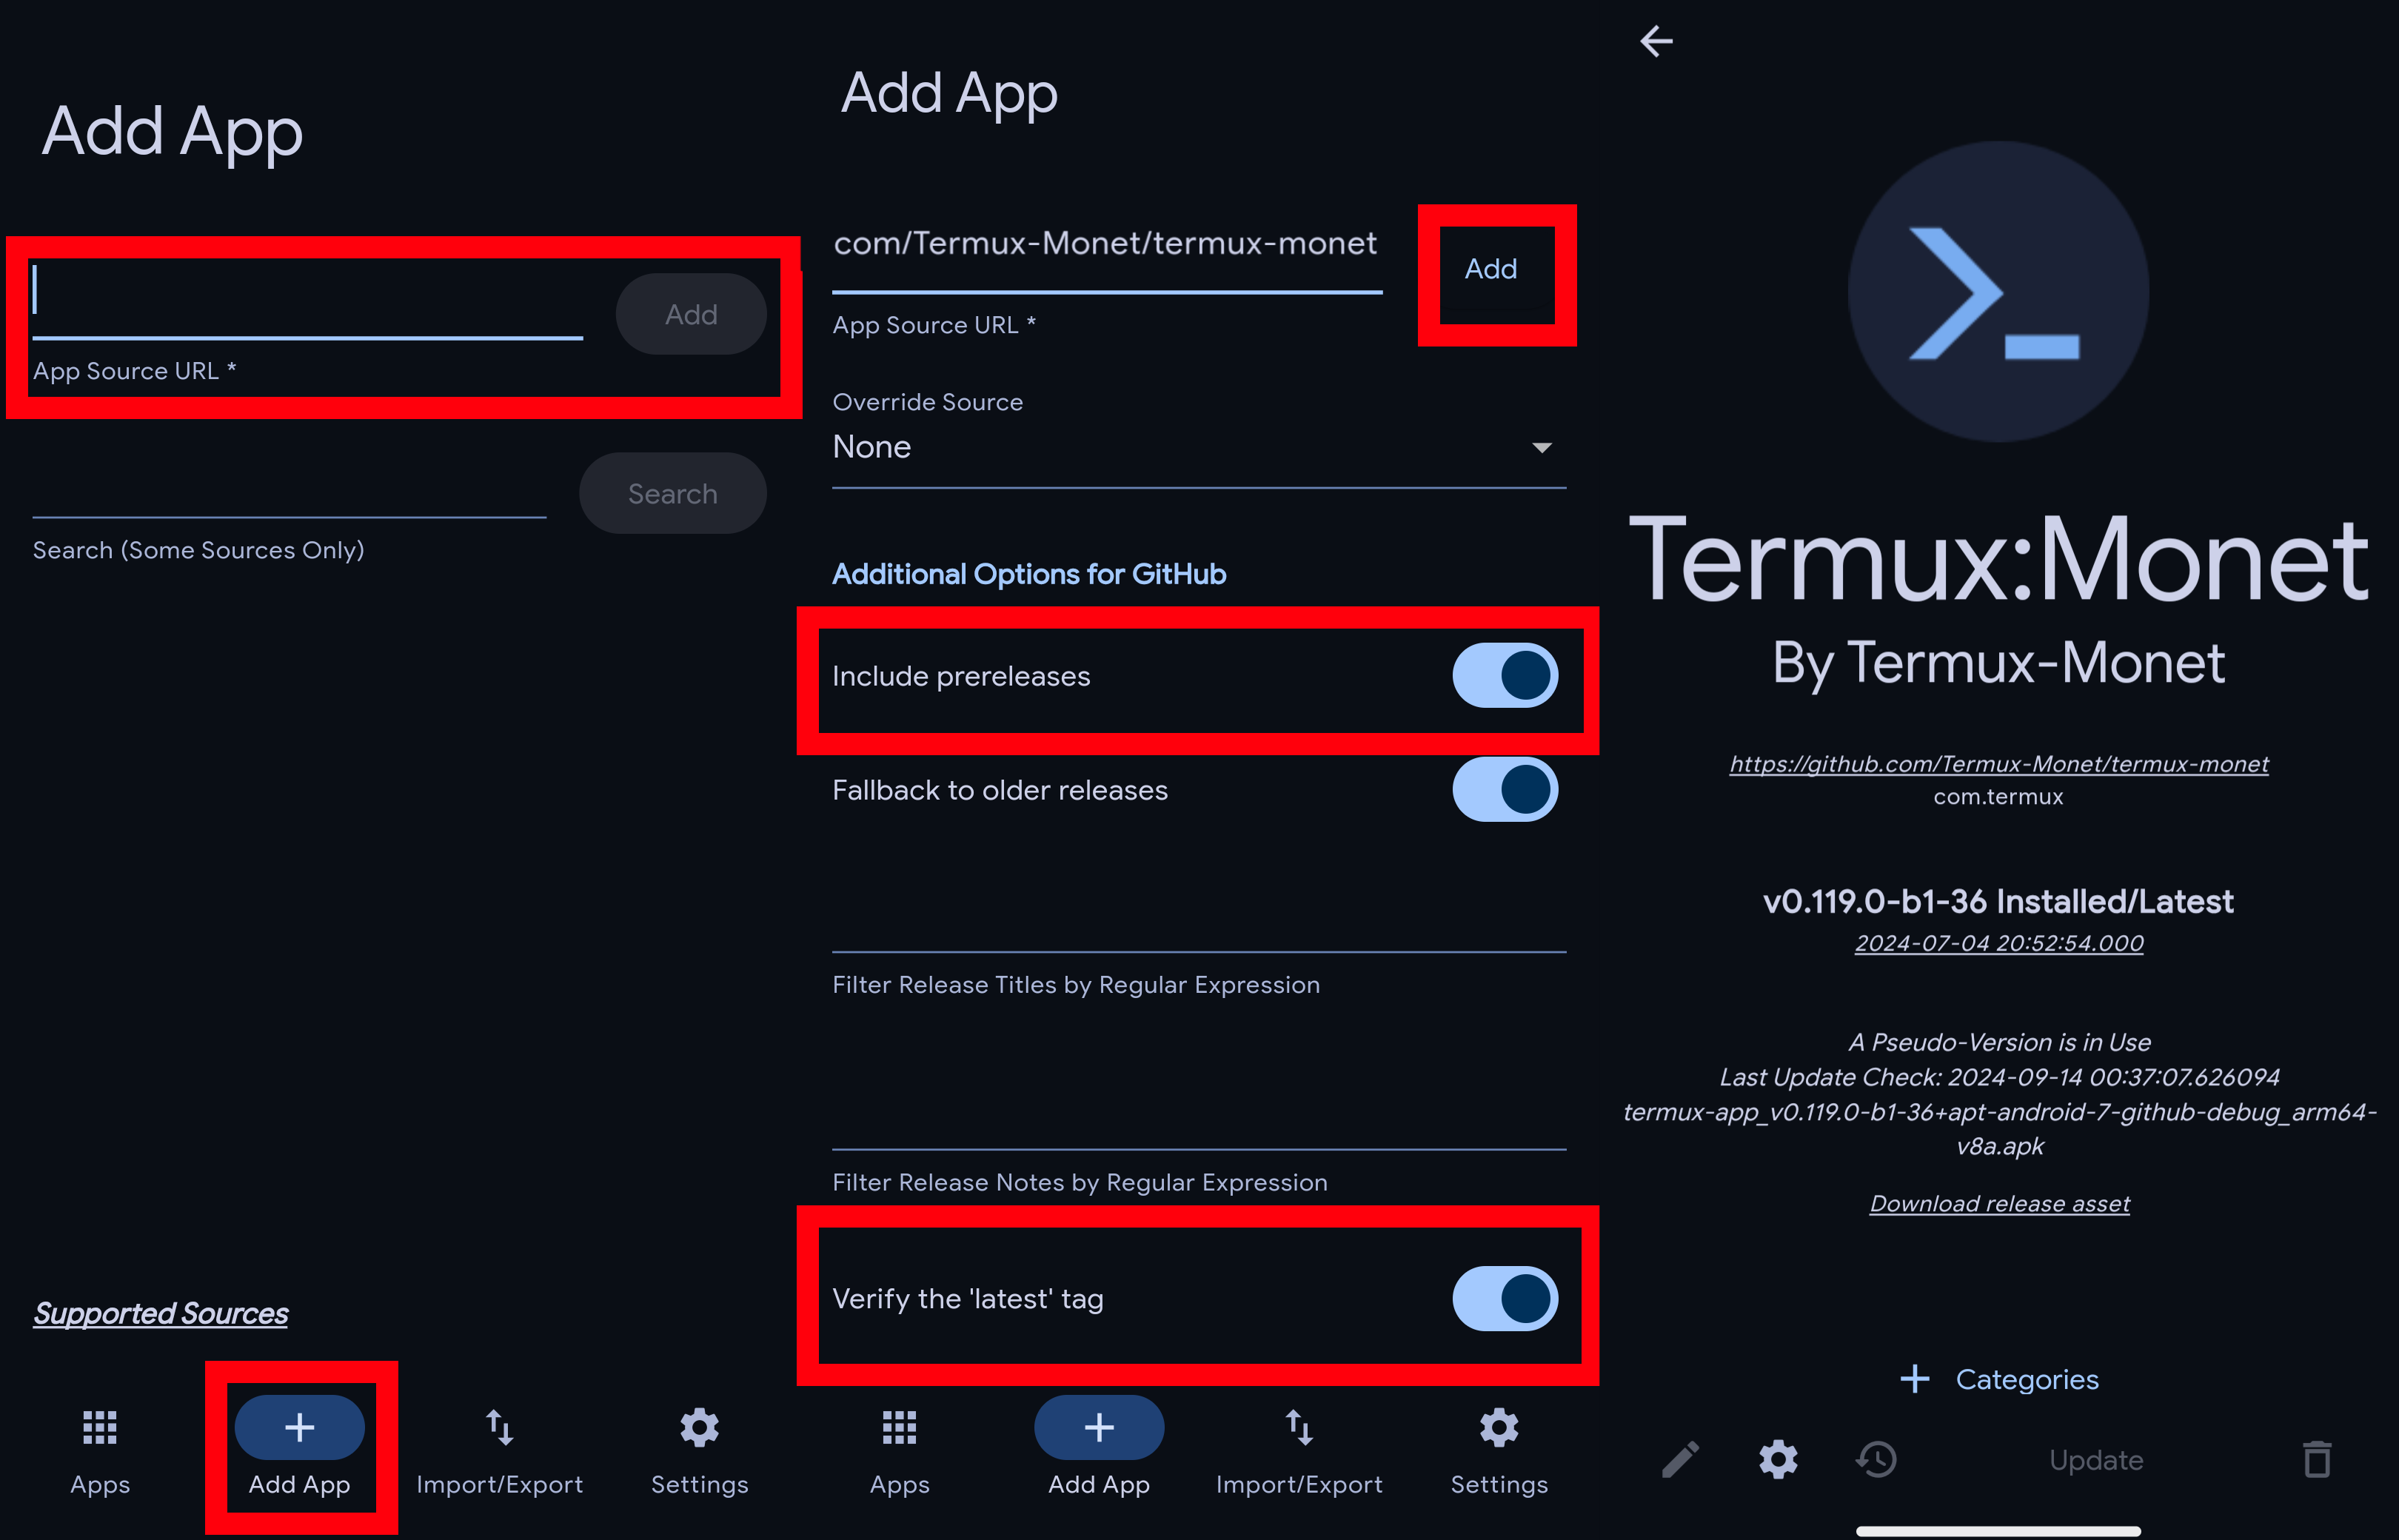 Add App
Add
App Source URL *
Search
Search (Some Sources Only)
Supported Sources
Apps
Add App
Import/Export
Settings
Add App
com/Termux-Monet/termux-monet
Add
App Source URL *
Override Source
None
Additional Options for GitHub
Include prereleases
Fallback to older releases
Filter Release Titles by Regular Expression
Filter Release Notes by Regular Expression
Verify the 'latest' tag
Apps
Add App
Import/Export
Settings
Termux:Monet
By Termux-Monet
https://github.com/Termux-Monet/termux-monet
com.termux
v0.119.0-b1-36 Installed/Latest
2024-07-04 20:52:54.000
A Pseudo-Version is in Use
Last Update Check: 2024-09-14 00:37:07.626094
termux-app_v0.119.0-b1-36+apt-android-7-github-debug_arm64-
v8a.apk
Download release asset
Categories
Update